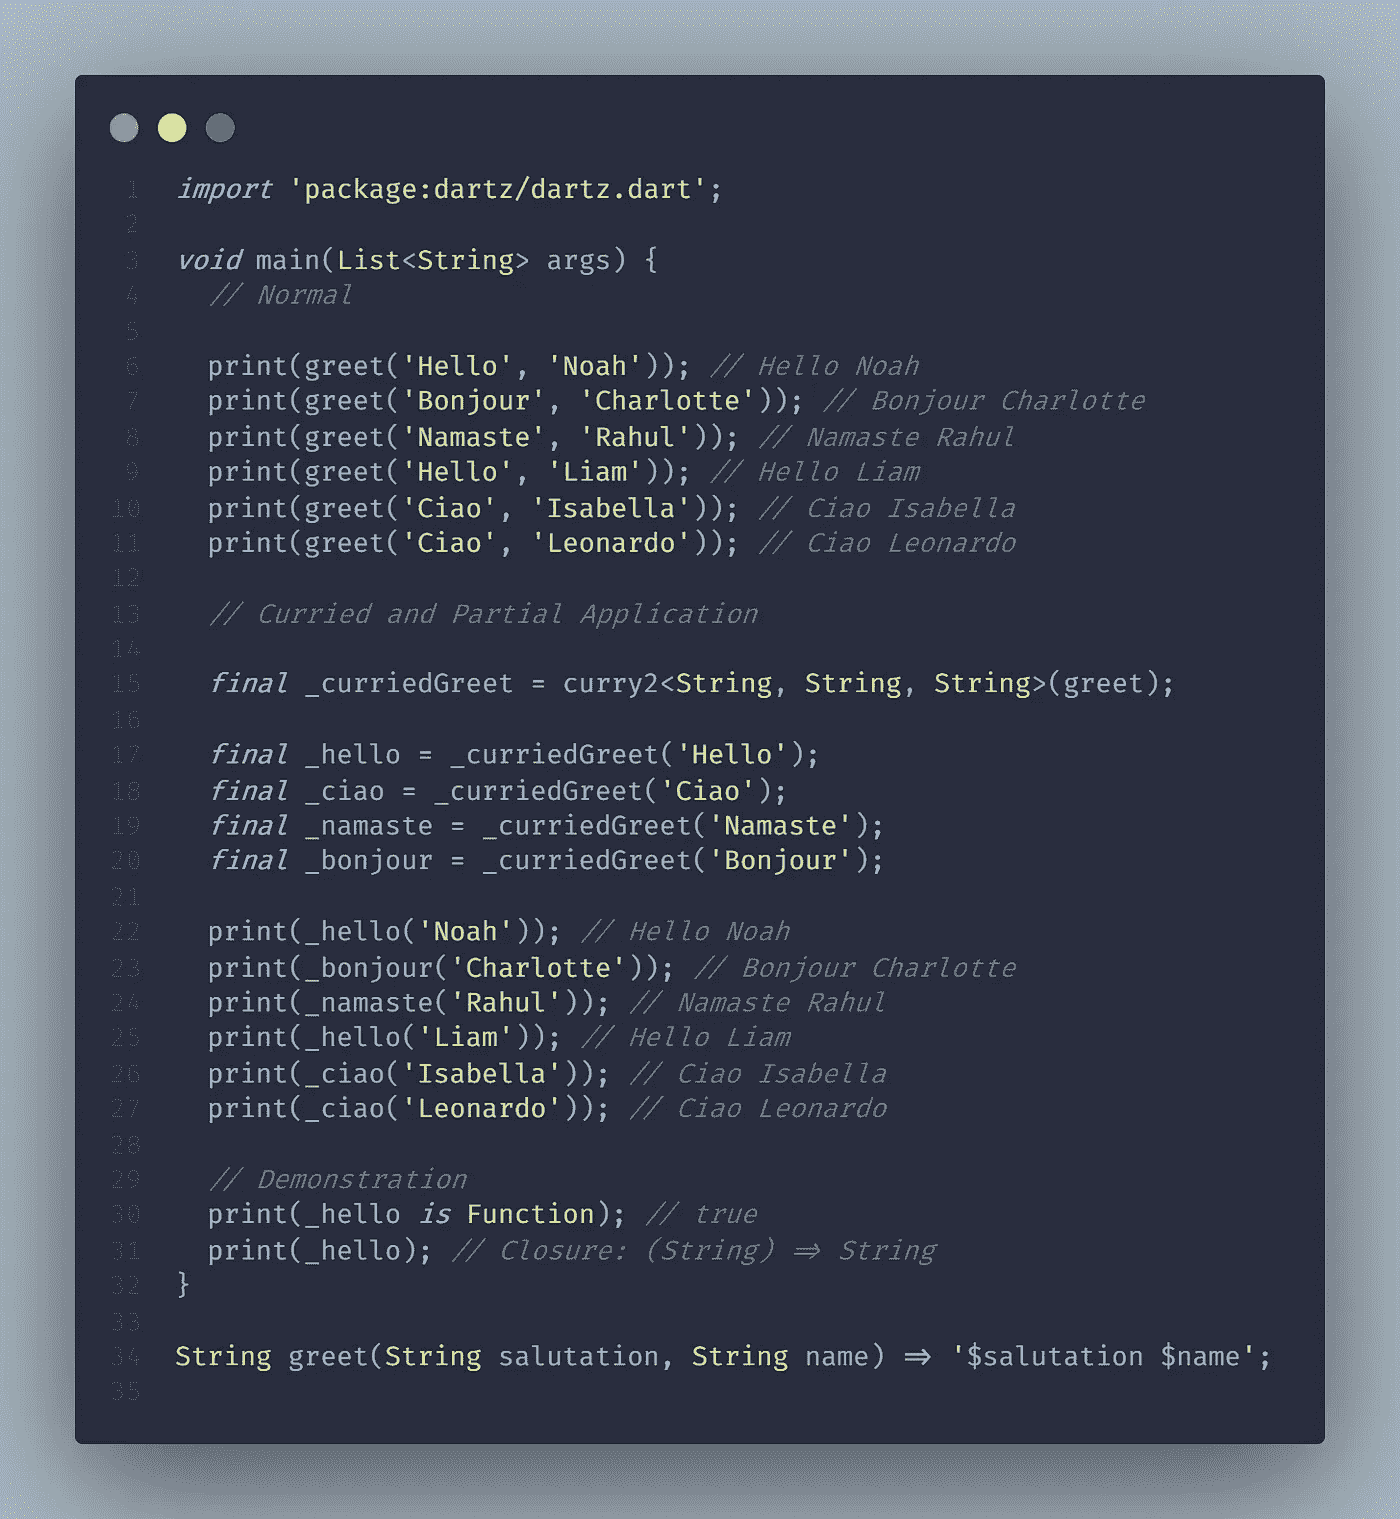 1 import 'package:dartz/dartz.dart';
2
3 void main(List<String> args) {
4 // Normal
5
6 print(greet('Hello', 'Noah')); // Hello Noah
7 print(greet('Bonjour', 'Charlotte')); // Bonjour Charlotte
8 print(greet('Namaste', 'Rahul')); // Namaste Rahul
9 print(greet('Hello', 'Liam')); // Hello Liam
10 print(greet('Ciao', 'Isabella')); // Ciao Isabella
11 print(greet('Ciao', 'Leonardo')); // Ciao Leonardo
12
13 // Curried and Partial Application
14
15 final _curriedGreet = curry2<String, String, String>(greet);
16
17 final _hello = _curriedGreet('Hello');
18 final _ciao = _curriedGreet('Ciao');
19 final _namaste = _curriedGreet('Namaste');
20 final _bonjour = _curriedGreet('Bonjour');
21
22 print(_hello('Noah')); // Hello Noah
23 print(_bonjour('Charlotte')); // Bonjour Charlotte
24 print(_namaste('Rahul')); // Namaste Rahul
25 print(_hello('Liam')); // Hello Liam
26 print(_ciao('Isabella')); // Ciao Isabella
27 print(_ciao('Leonardo')); // Ciao Leonardo
28
29 // Demonstration
30 print(_hello is Function); // true
31 print(_hello); // Closure: (String) => String
32 }
33
34 String greet(String salutation, String name) => '$salutation $name';
35